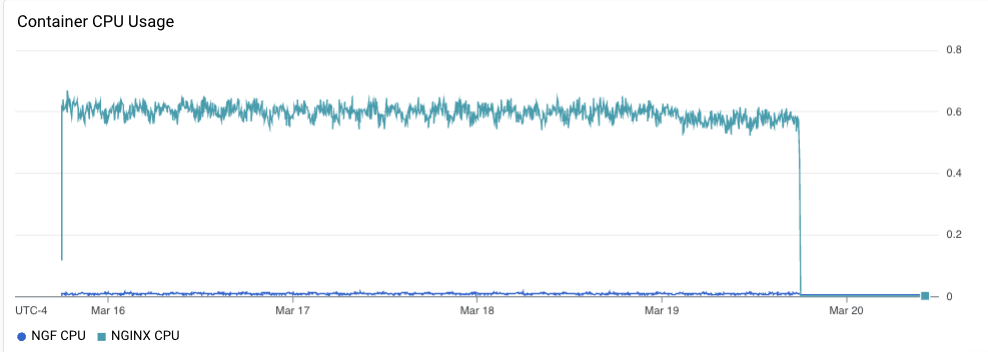 Container CPU Usage
0.8
0.6
0.4
0.2
0
UTC-4 Mar 16 Mar 17 Mar 18 Mar 19 Mar 20
NGF CPU NGINX CPU